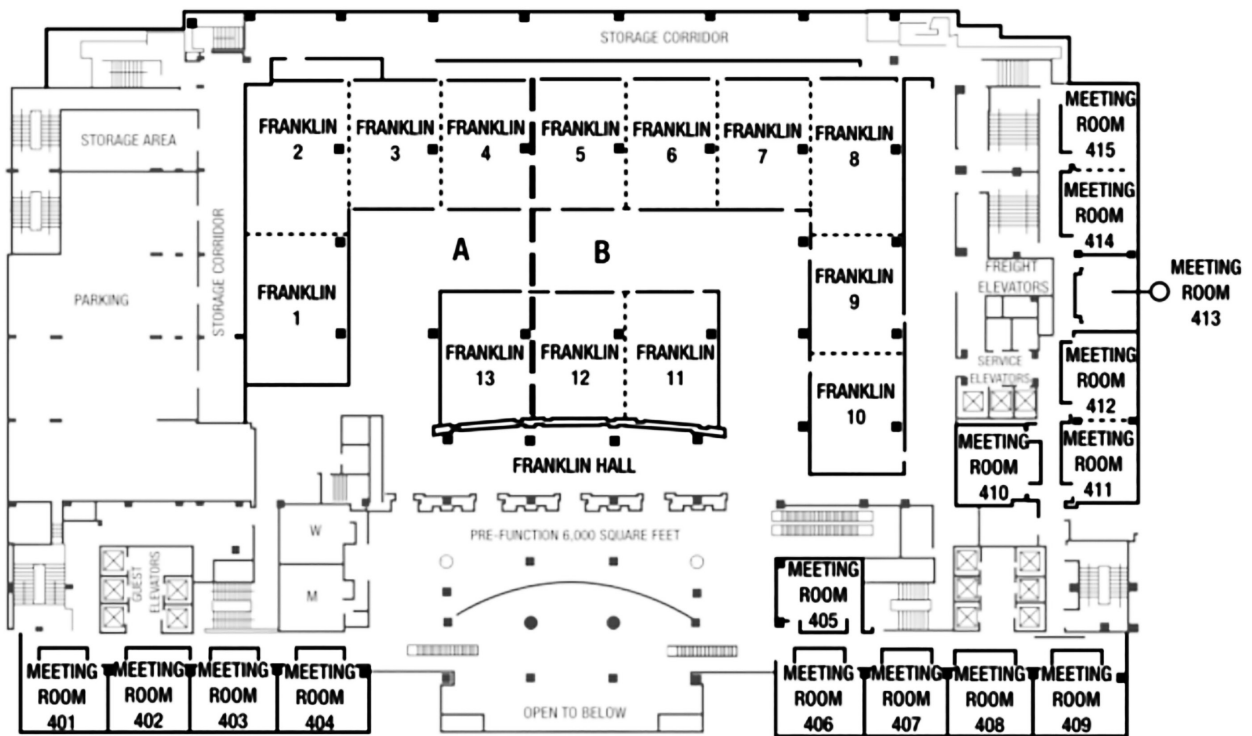 STORAGE CORRIDOR
MEETING
ROOM
415
STORAGE AREA
FRANKLIN
2
FRANKLIN
3
FRANKLIN
4
FRANKLIN
5
FRANKLIN
6
FRANKLIN
7
FRANKLIN
8
MEETING
ROOM
414
STORAGE CORRIDOR
A
B
PARKING
FRANKLIN
1
FRANKLIN
9
FREIGHT
ELEVATORS
MEETING
ROOM
413
FRANKLIN
13
FRANKLIN
12
FRANKLIN
11
FRANKLIN
10
SERVICE
ELEVATORS
MEETING
ROOM
412
FRANKLIN HALL
MEETING
ROOM
410
MEETING
ROOM
411
W
PRE-FUNCTION 6,000 SQUARE FEET
GUEST
ELEVATORS
M
MEETING
ROOM
405
MEETING
ROOM
401
MEETING
ROOM
402
MEETING
ROOM
403
MEETING
ROOM
404
OPEN TO BELOW
MEETING
ROOM
406
MEETING
ROOM
407
MEETING
ROOM
408
MEETING
ROOM
409